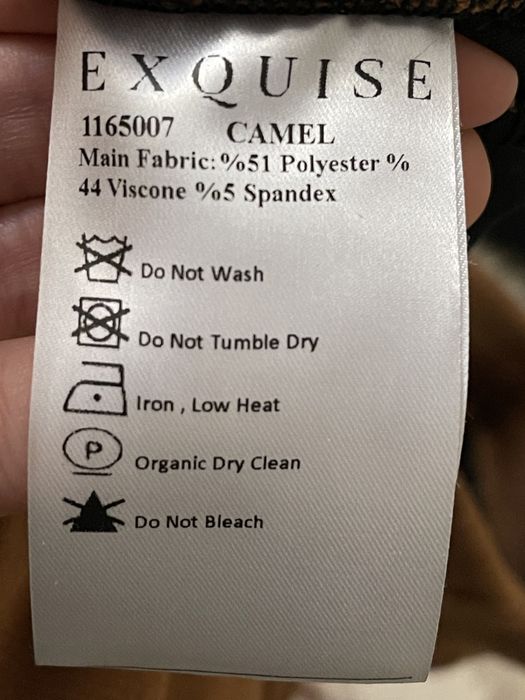 EXQUISE
1165007 CAMEL
Main Fabric: %51 Polyester %
44 Viscone %5 Spandex
Do Not Wash
Do Not Tumble Dry
Iron , Low Heat
P Organic Dry Clean
Do Not Bleach